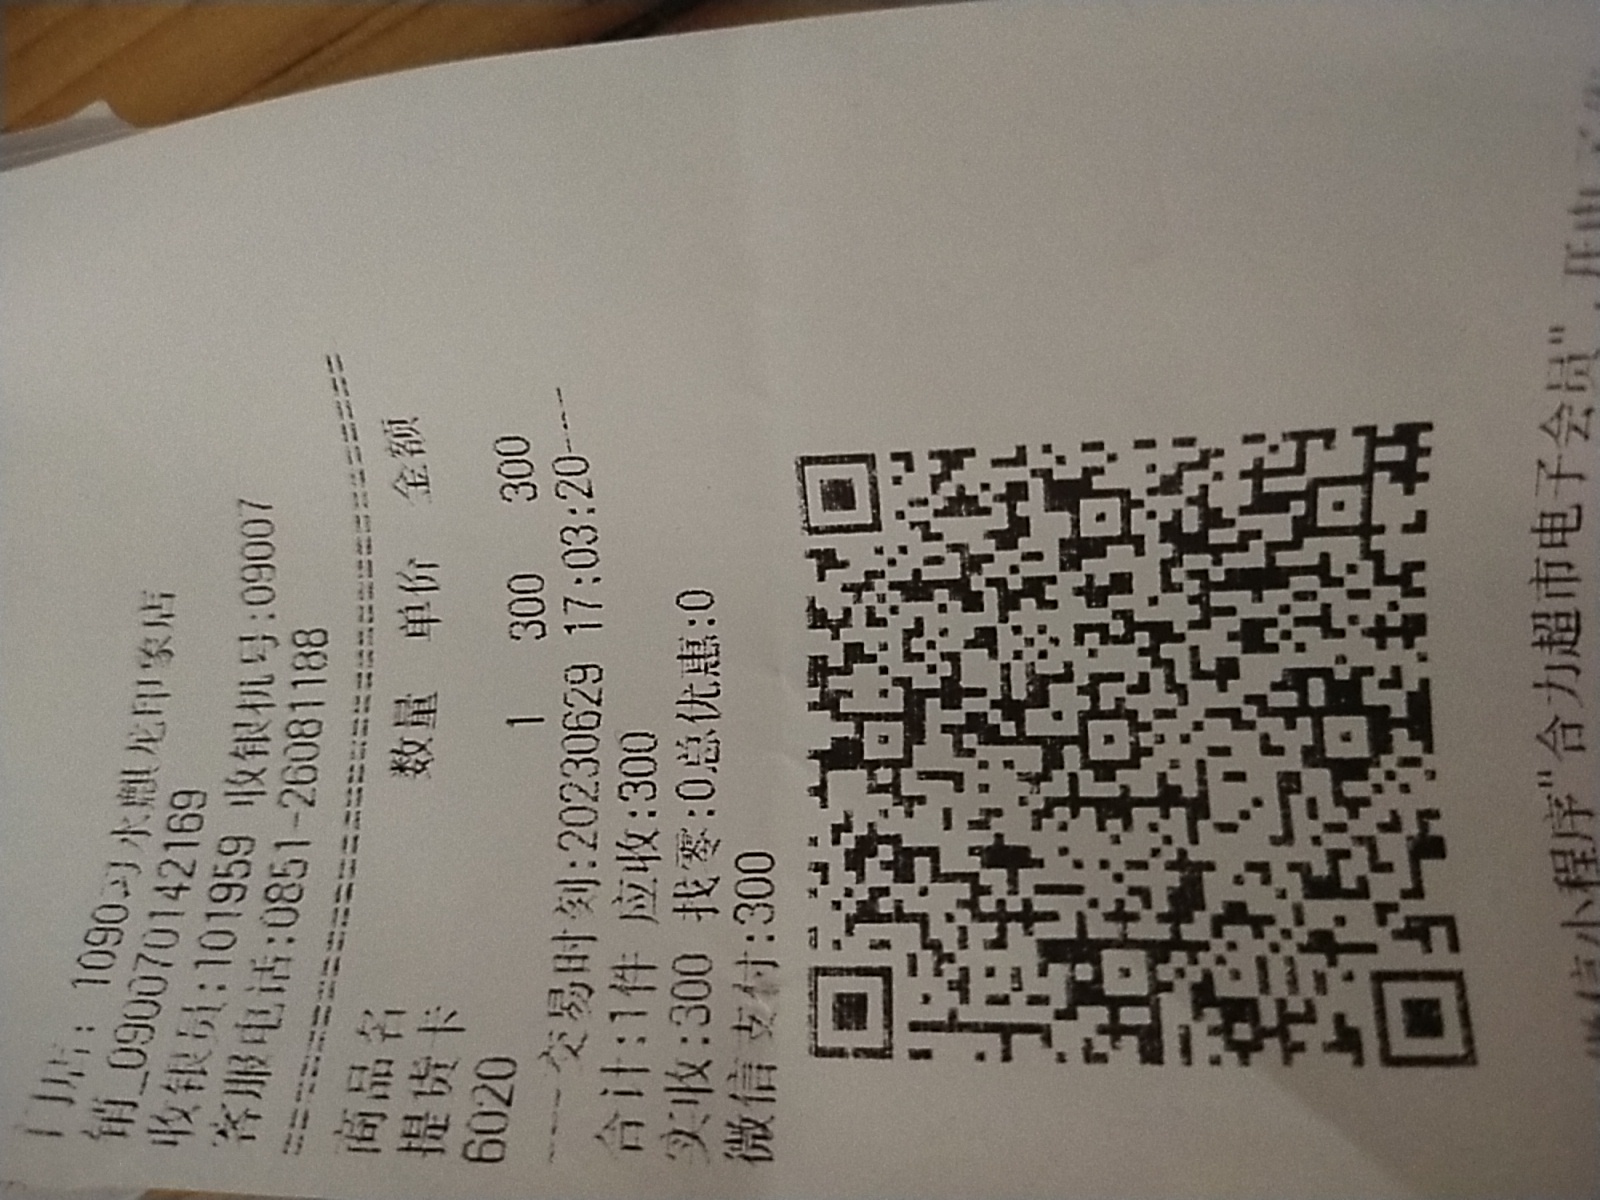 门店: 1090习水麒龙印象店
销_090070142169
收银员:101959 收银机号:09007
客服电话:0851-26081188
================================
商品名 数量 单价 金额
提货卡
6020 1 300 300
----交易时刻:20230629 17:03:20----
合计:1件 应收:300
实收:300 找零:0总优惠:0
微信支付:300
微信小程序"合力超市电子会员"